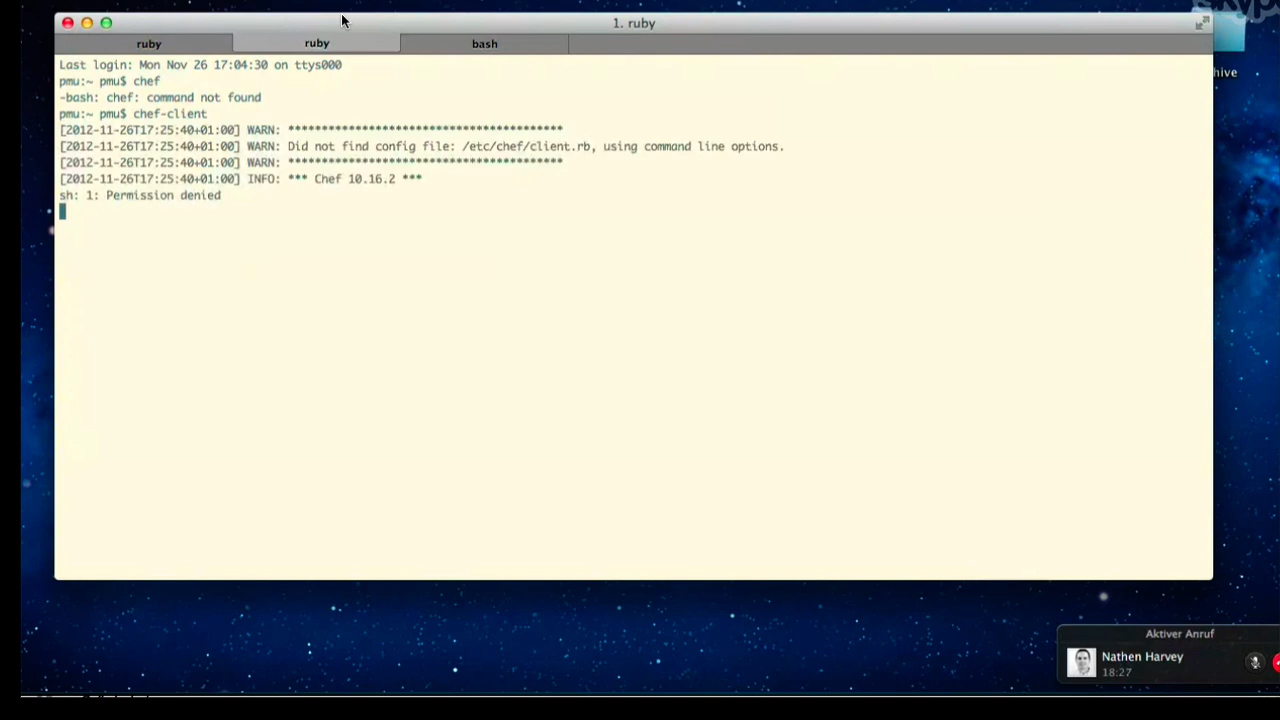 skype
1. ruby
ruby
ruby
bash
Last login: Mon Nov 26 17:04:30 on ttys000
pmu:~ pmu$ chef
-bash: chef: command not found
pmu:~ pmu$ chef-client
[2012-11-26T17:25:40+01:00] WARN: *****************************************
[2012-11-26T17:25:40+01:00] WARN: Did not find config file: /etc/chef/client.rb, using command line options.
[2012-11-26T17:25:40+01:00] WARN: *****************************************
[2012-11-26T17:25:40+01:00] INFO: *** Chef 10.16.2 ***
sh: 1: Permission denied
hive
Aktiver Anruf
Nathen Harvey
18:27